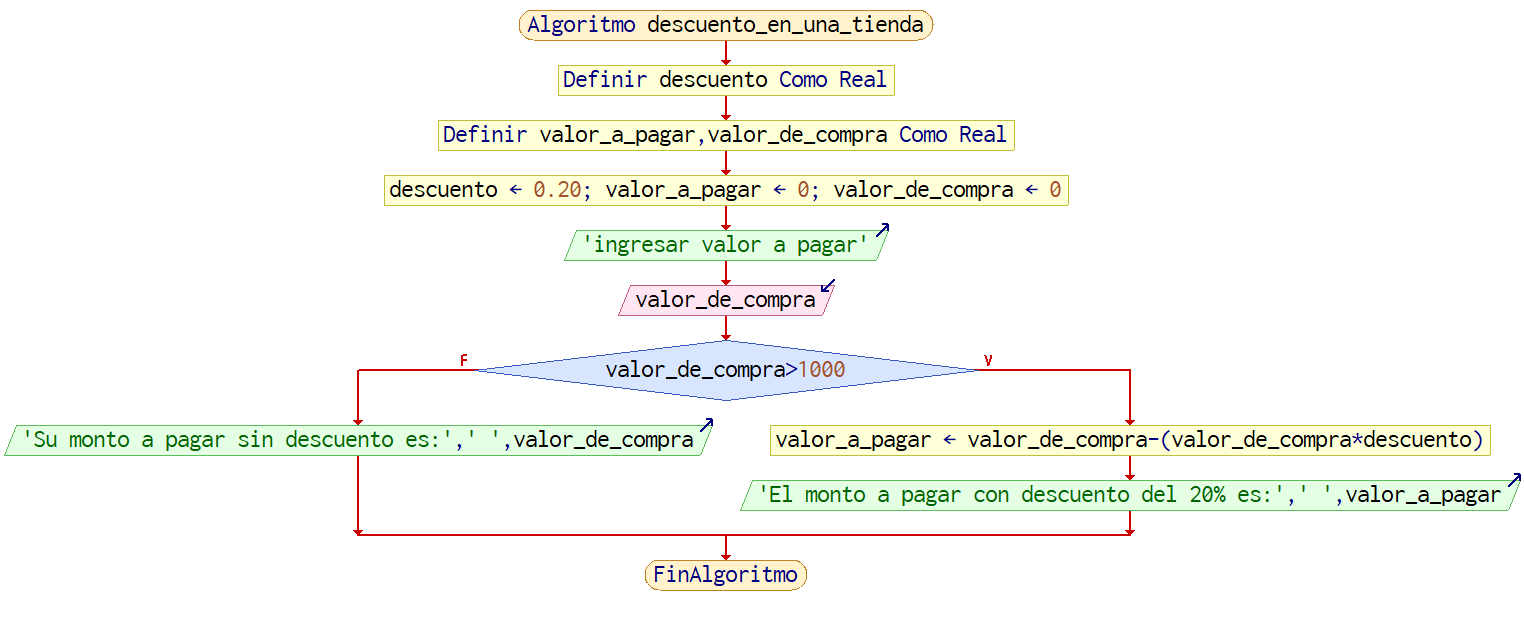 Algoritmo descuento_en_una_tienda
Definir descuento Como Real
Definir valor_a_pagar,valor_de_compra Como Real
descuento ← 0.20; valor_a_pagar ← 0; valor_de_compra ← 0
'ingresar valor a pagar'
valor_de_compra
F
valor_de_compra>1000
V
'Su monto a pagar sin descuento es:',' ',valor_de_compra
valor_a_pagar ← valor_de_compra-(valor_de_compra*descuento)
'El monto a pagar con descuento del 20% es:',' ',valor_a_pagar
FinAlgoritmo